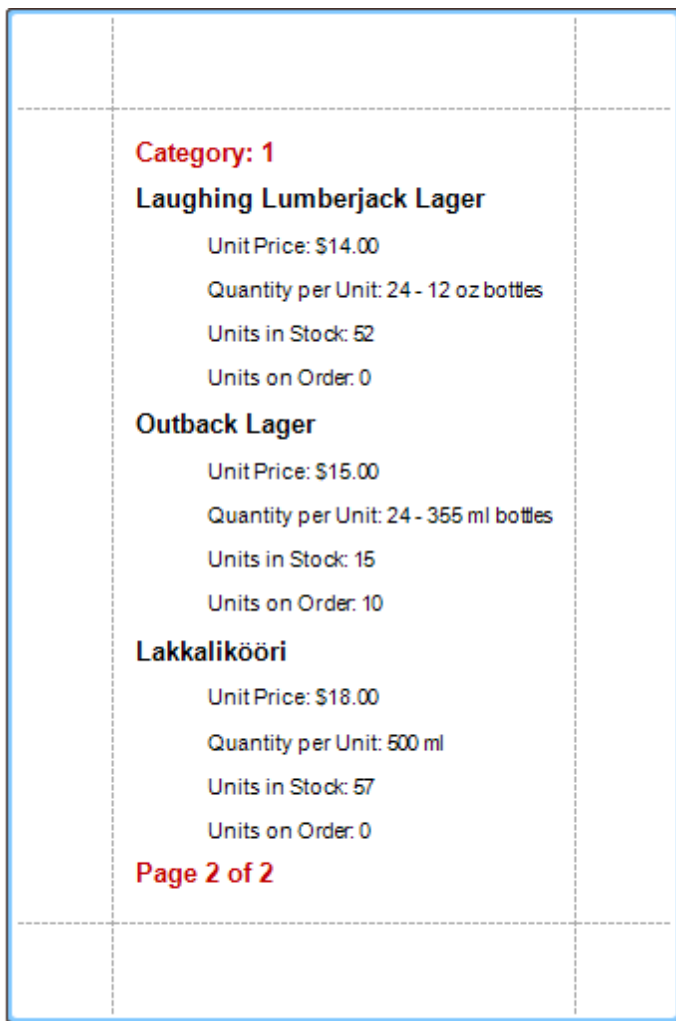 Category: 1
Laughing Lumberjack Lager
Unit Price: $14.00
Quantity per Unit: 24 - 12 oz bottles
Units in Stock: 52
Units on Order: 0
Outback Lager
Unit Price: $15.00
Quantity per Unit: 24 - 355 ml bottles
Units in Stock: 15
Units on Order: 10
Lakkalikööri
Unit Price: $18.00
Quantity per Unit: 500 ml
Units in Stock: 57
Units on Order: 0
Page 2 of 2